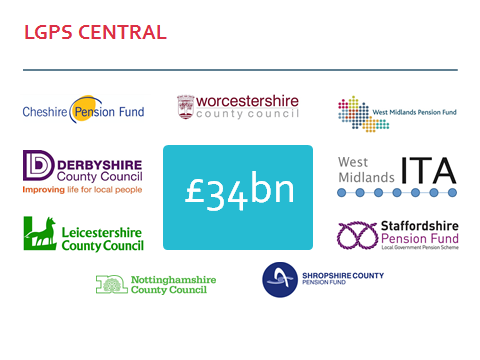 LGPS CENTRAL
Cheshire Pension Fund
worcestershire
county council
West Midlands Pension Fund
DERBYSHIRE
County Council
Improving life for local people
£34bn
West
Midlands ITA
Leicestershire
County Council
Staffordshire
Pension Fund
Local Government Pension Scheme
Nottinghamshire
County Council
SHROPSHIRE COUNTY
PENSION FUND